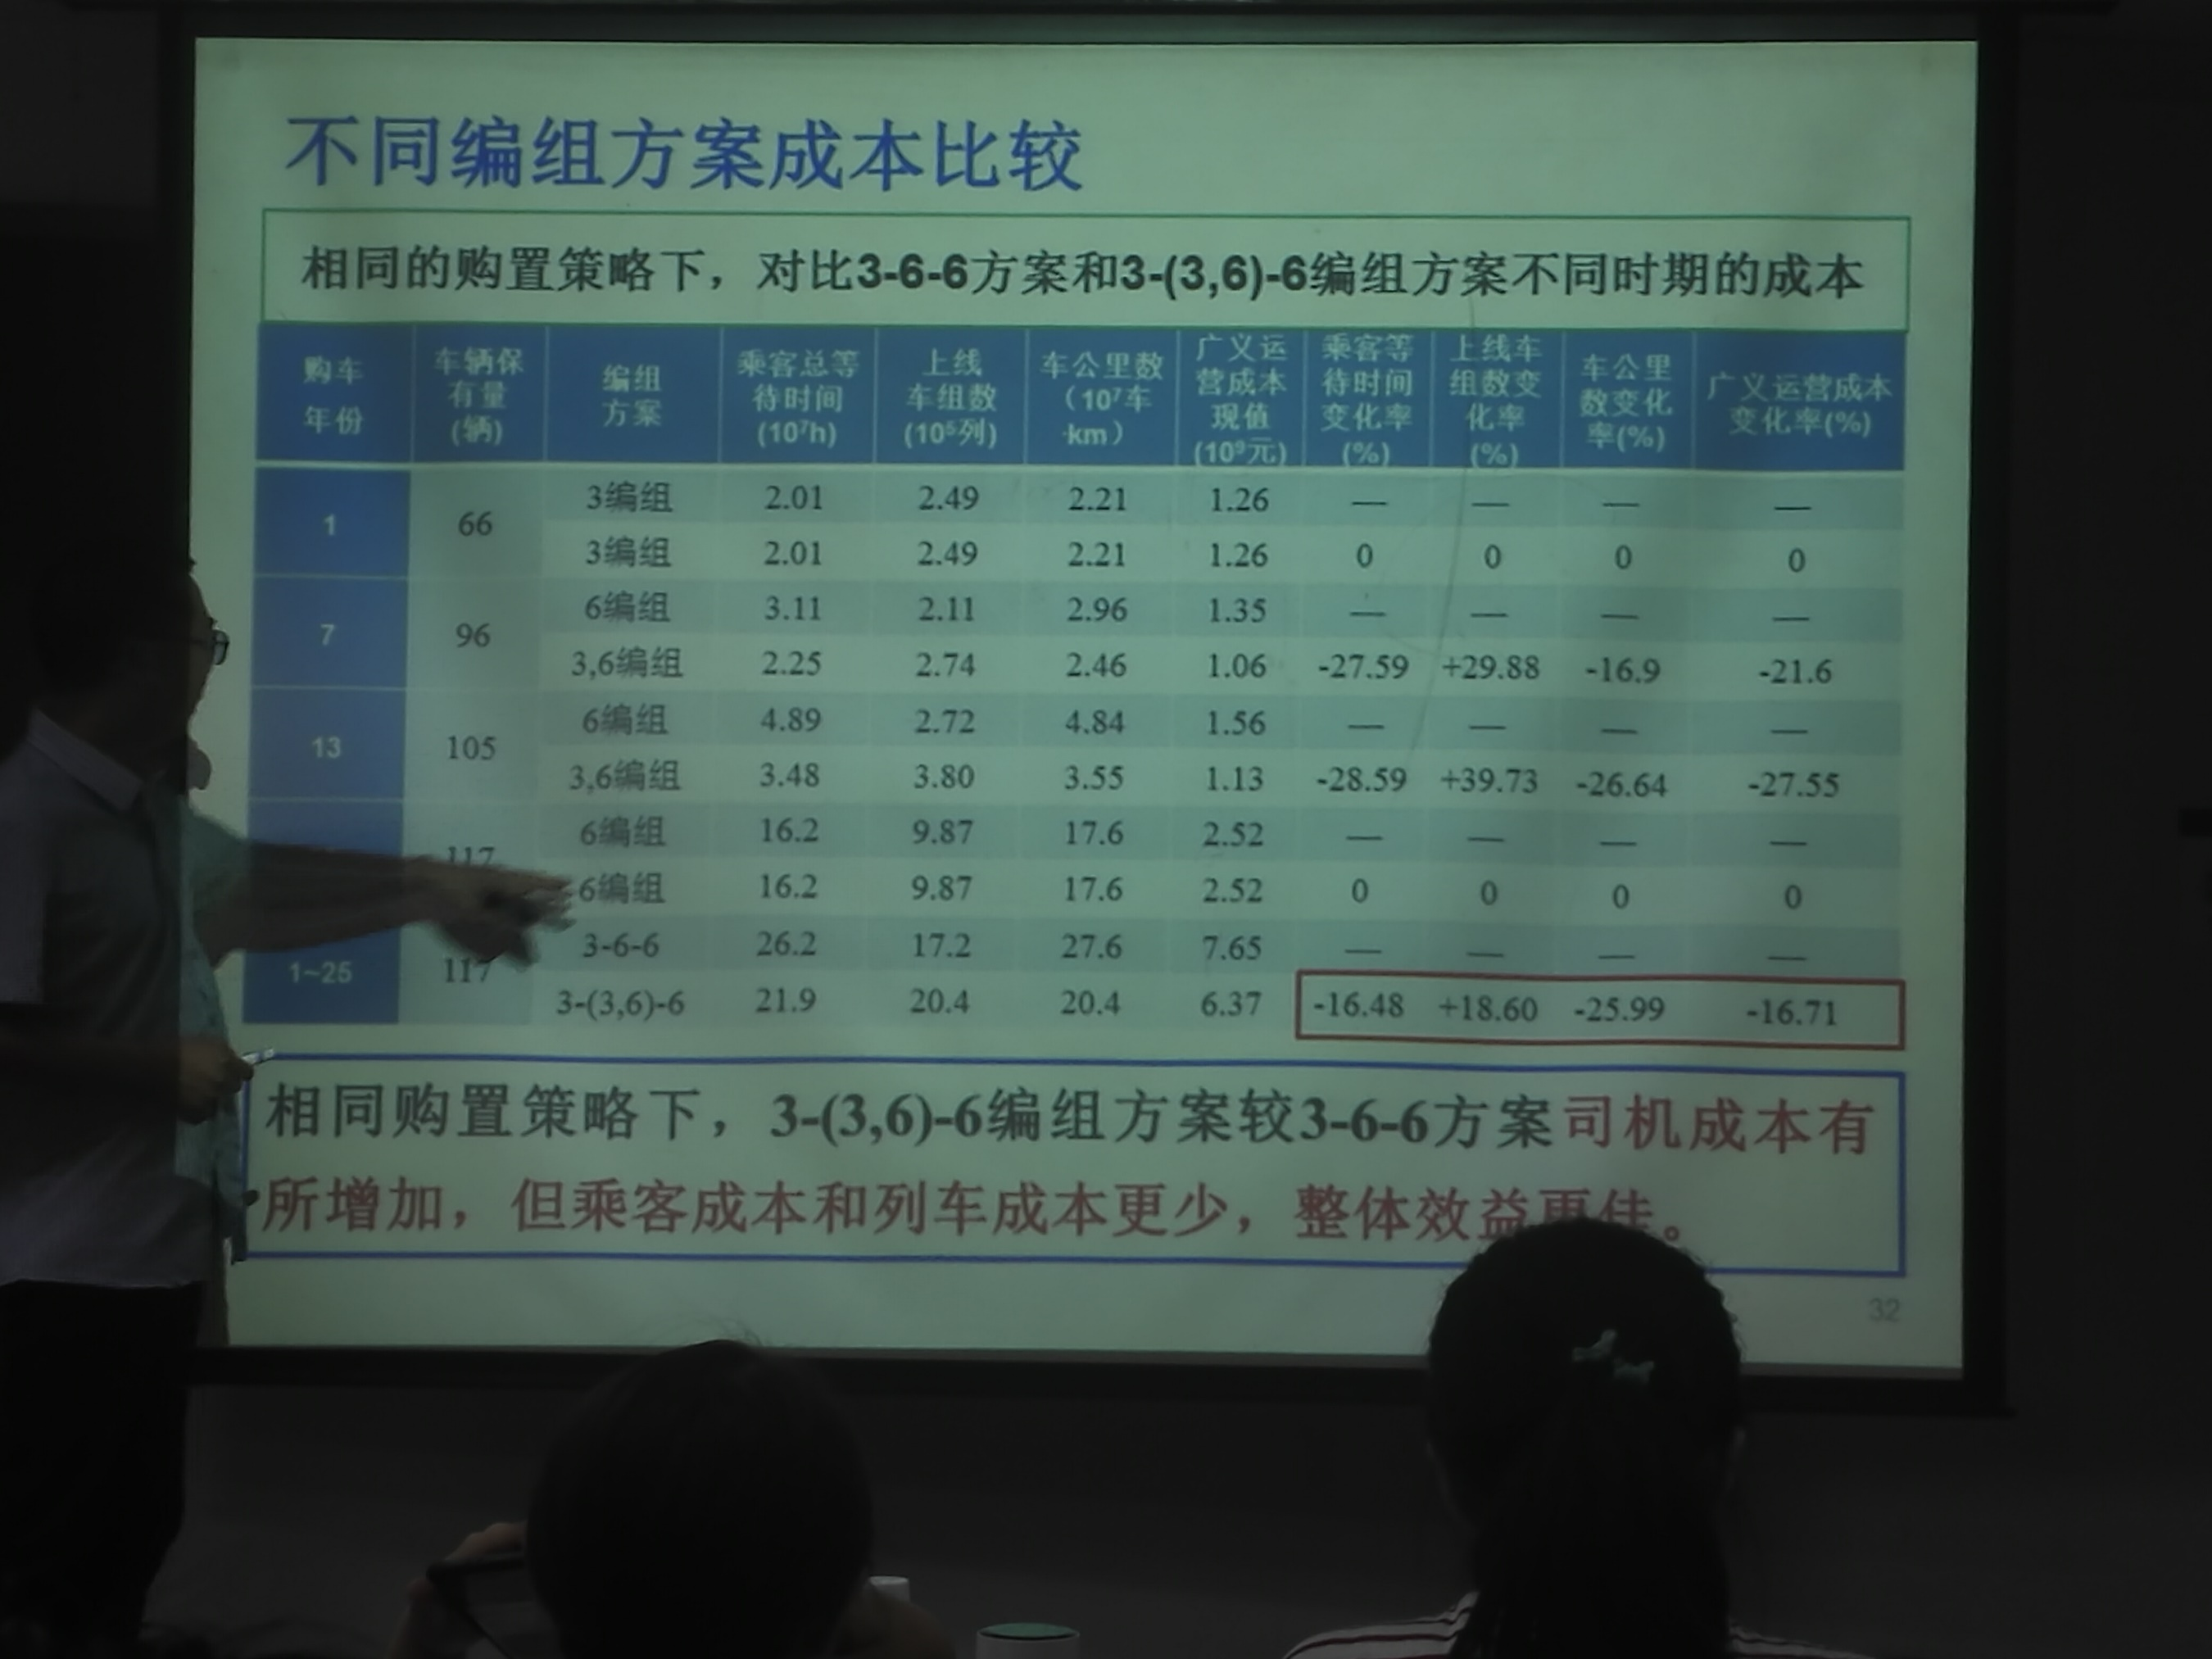 不同编组方案成本比较
相同的购置策略下，对比3-6-6方案和3-(3,6)-6编组方案不同时期的成本
购车年份 车辆保有量(辆) 编组方案 乘客总等待时间(10⁷h) 上线车组数(10⁵列) 车公里数（10⁷车·km） 广义运营成本现值(10⁹元) 乘客等待时间变化率(%) 上线车组数变化率(%) 车公里数变化率(%) 广义运营成本变化率(%)
1 66 3编组 2.01 2.49 2.21 1.26 — — — —
3编组 2.01 2.49 2.21 1.26 0 0 0 0
7 96 6编组 3.11 2.11 2.96 1.35 — — — —
3,6编组 2.25 2.74 2.46 1.06 -27.59 +29.88 -16.9 -21.6
13 105 6编组 4.89 2.72 4.84 1.56 — — — —
3,6编组 3.48 3.80 3.55 1.13 -28.59 +39.73 -26.64 -27.55
117 6编组 16.2 9.87 17.6 2.52 — — — —
6编组 16.2 9.87 17.6 2.52 0 0 0 0
1~25 117 3-6-6 26.2 17.2 27.6 7.65 — — — —
3-(3,6)-6 21.9 20.4 20.4 6.37 -16.48 +18.60 -25.99 -16.71
相同购置策略下，3-(3,6)-6编组方案较3-6-6方案司机成本有
所增加，但乘客成本和列车成本更少，整体效益更佳。
32